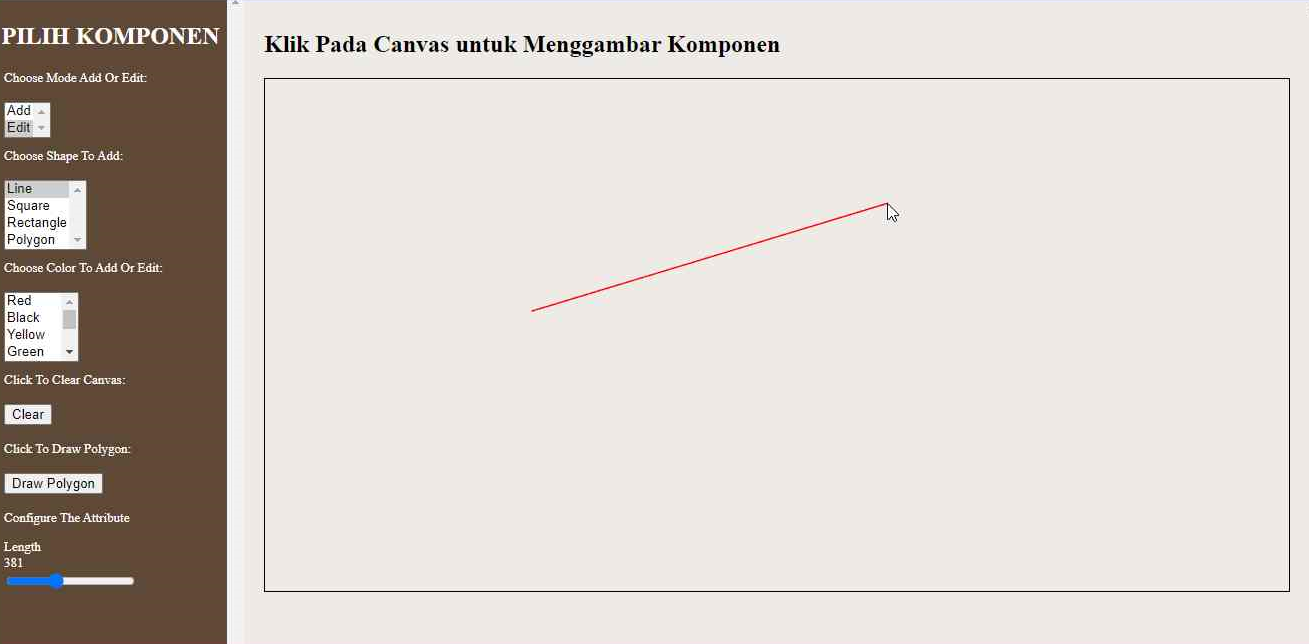 PILIH KOMPONEN
Choose Mode Add Or Edit:
Add
Edit
Choose Shape To Add:
Line
Square
Rectangle
Polygon
Choose Color To Add Or Edit:
Red
Black
Yellow
Green
Click To Clear Canvas:
Clear
Click To Draw Polygon:
Draw Polygon
Configure The Attribute
Length
381
Klik Pada Canvas untuk Menggambar Komponen